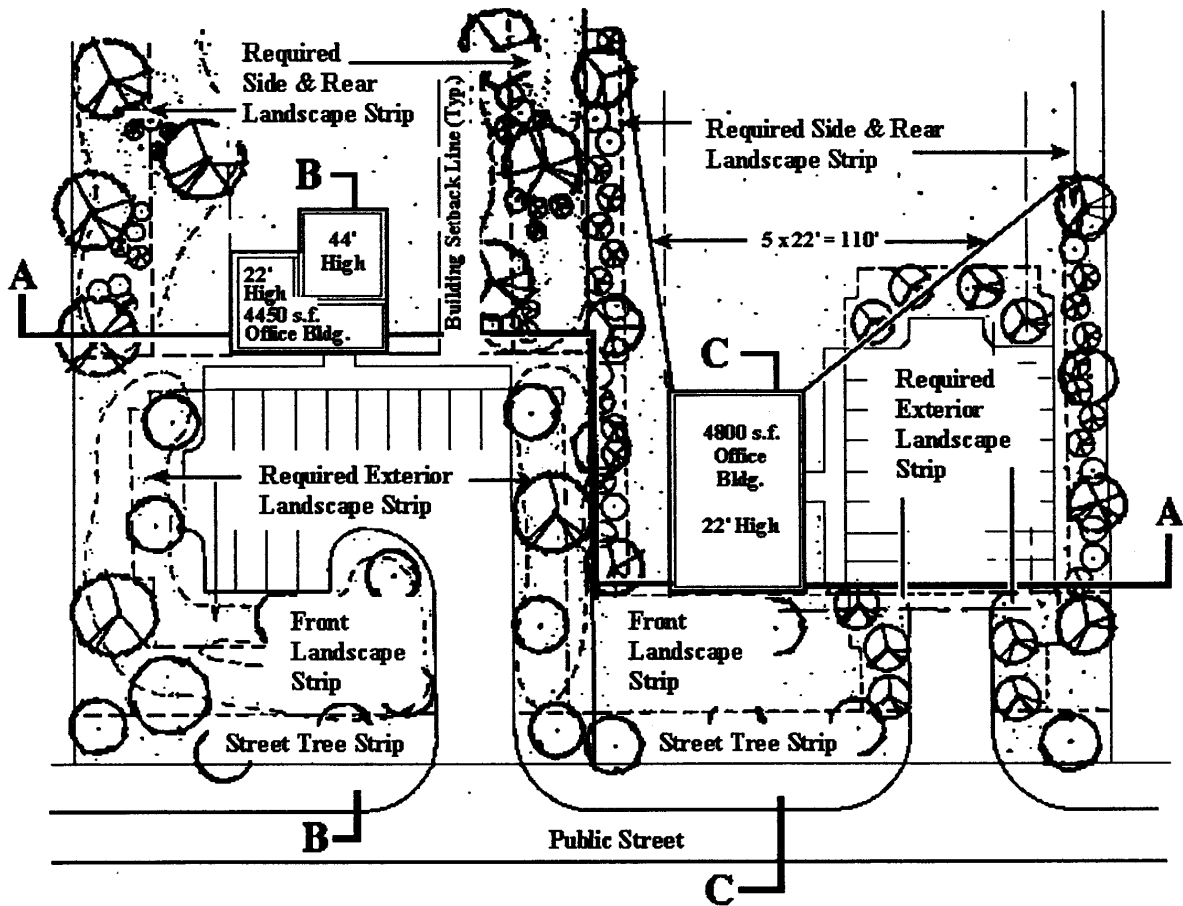 Required
Side & Rear
Landscape Strip
Building Setback Line (Typ.)
Required Side & Rear
Landscape Strip
B
44'
High
5 x 22' = 110'
A
22'
High
4450 s.f.
Office Bldg.
C
Required
Exterior
Landscape
Strip
4800 s.f.
Office
Bldg.
22' High
Required Exterior
Landscape Strip
A
Front
Landscape
Strip
Front
Landscape
Strip
Street Tree Strip
Street Tree Strip
B
Public Street
C